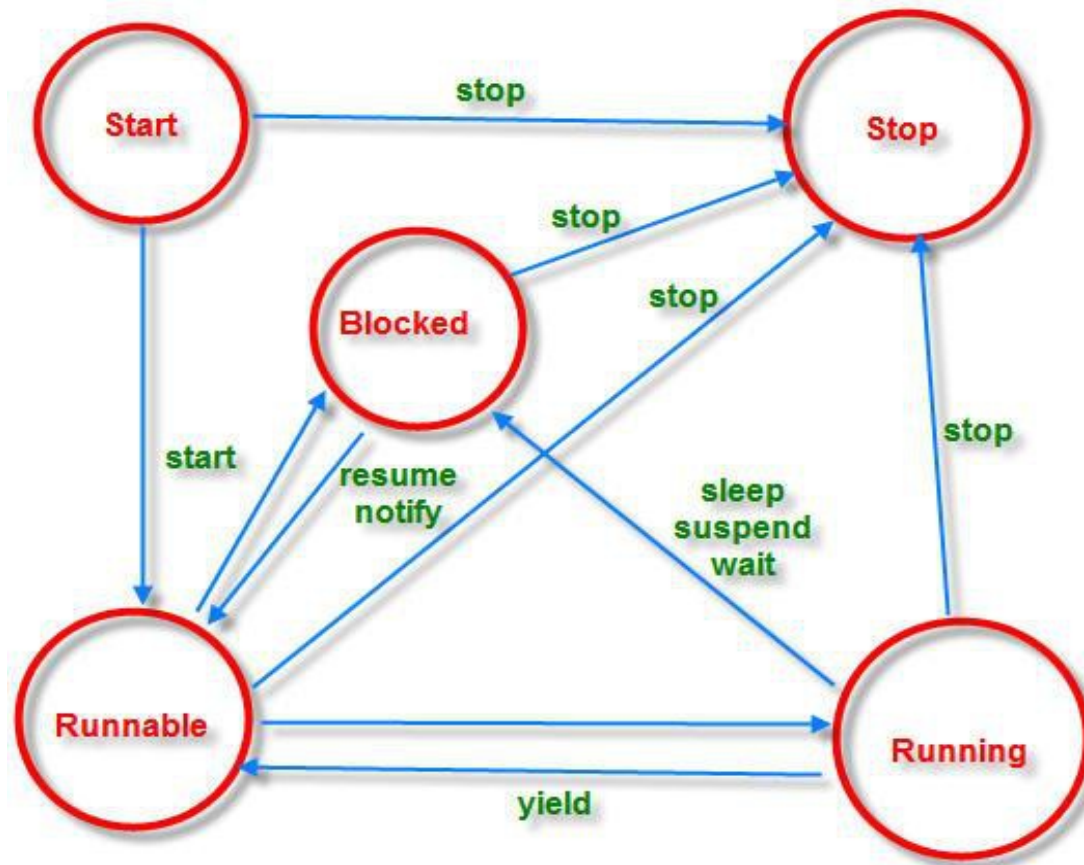 stop
Start
Stop
stop
stop
Blocked
start
resume
notify
sleep
suspend
wait
stop
Runnable
Running
yield